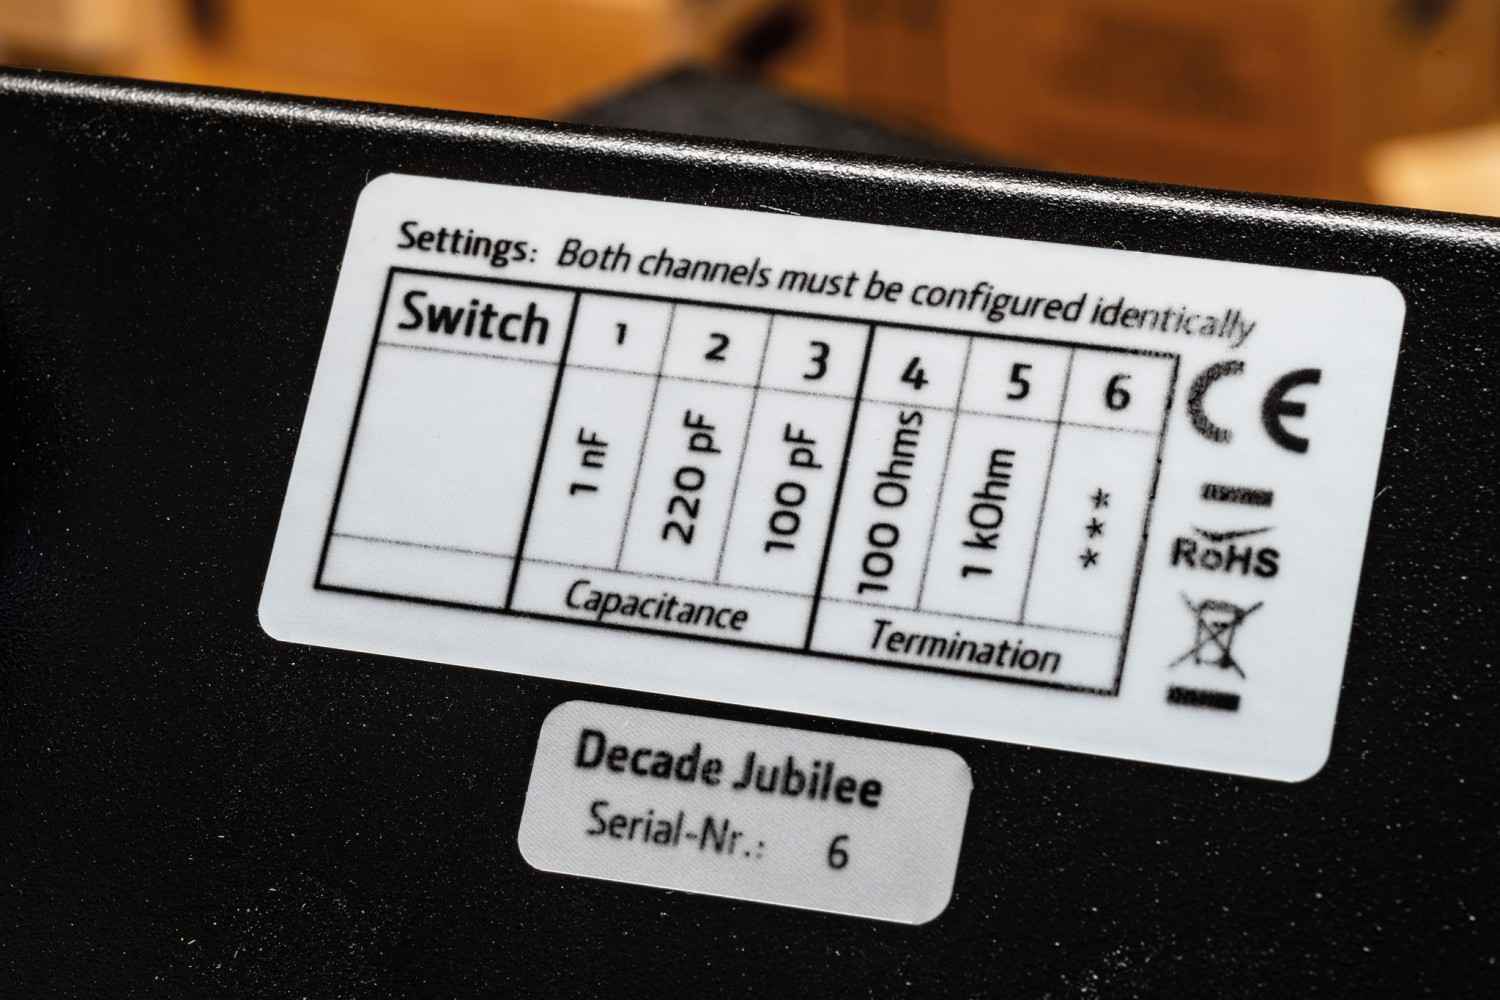 Settings: Both channels must be configured identically
Switch 1 2 3 4 5 6
1 nF 220 pF 100 pF 100 Ohms 1 kOhm ***
Capacitance Termination
CE
RoHS
Decade Jubilee
Serial-Nr.: 6